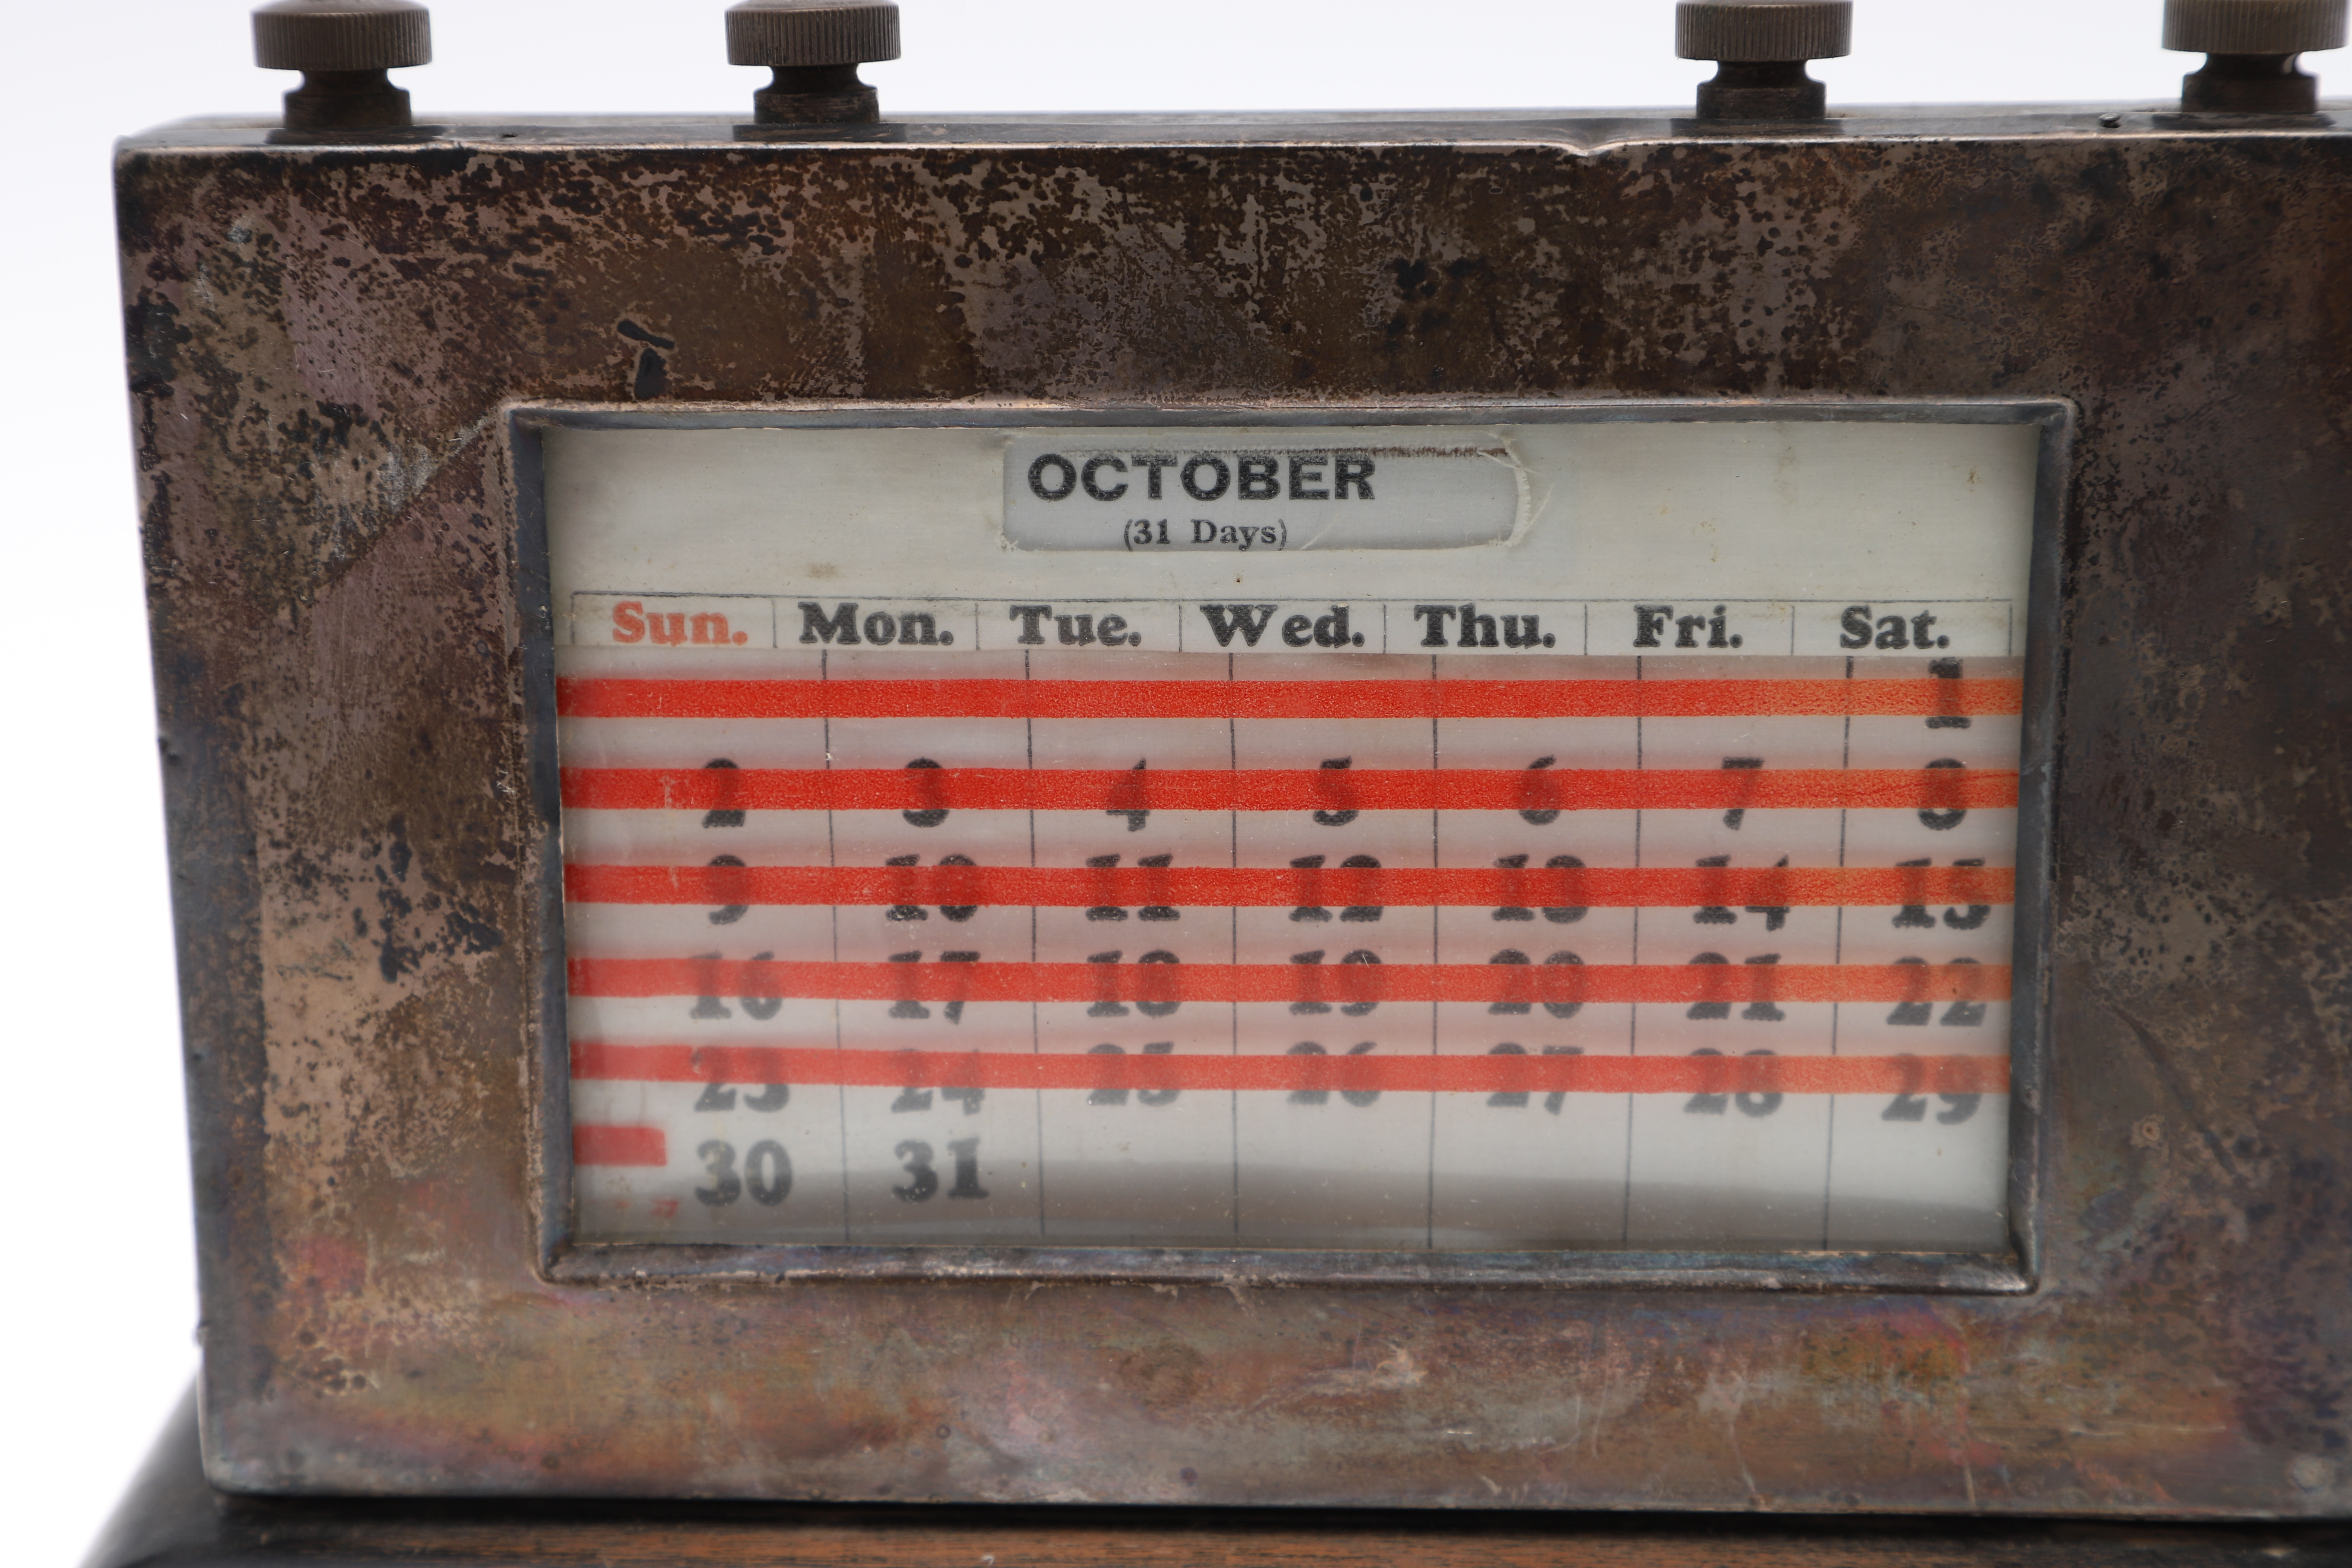 OCTOBER
(31 Days)
Sun. Mon. Tue. Wed. Thu. Fri. Sat.
1
2 3 4 5 6 7 8
9 10 11 12 13 14 15
16 17 18 19 20 21 22
23 24 25 26 27 28 29
30 31